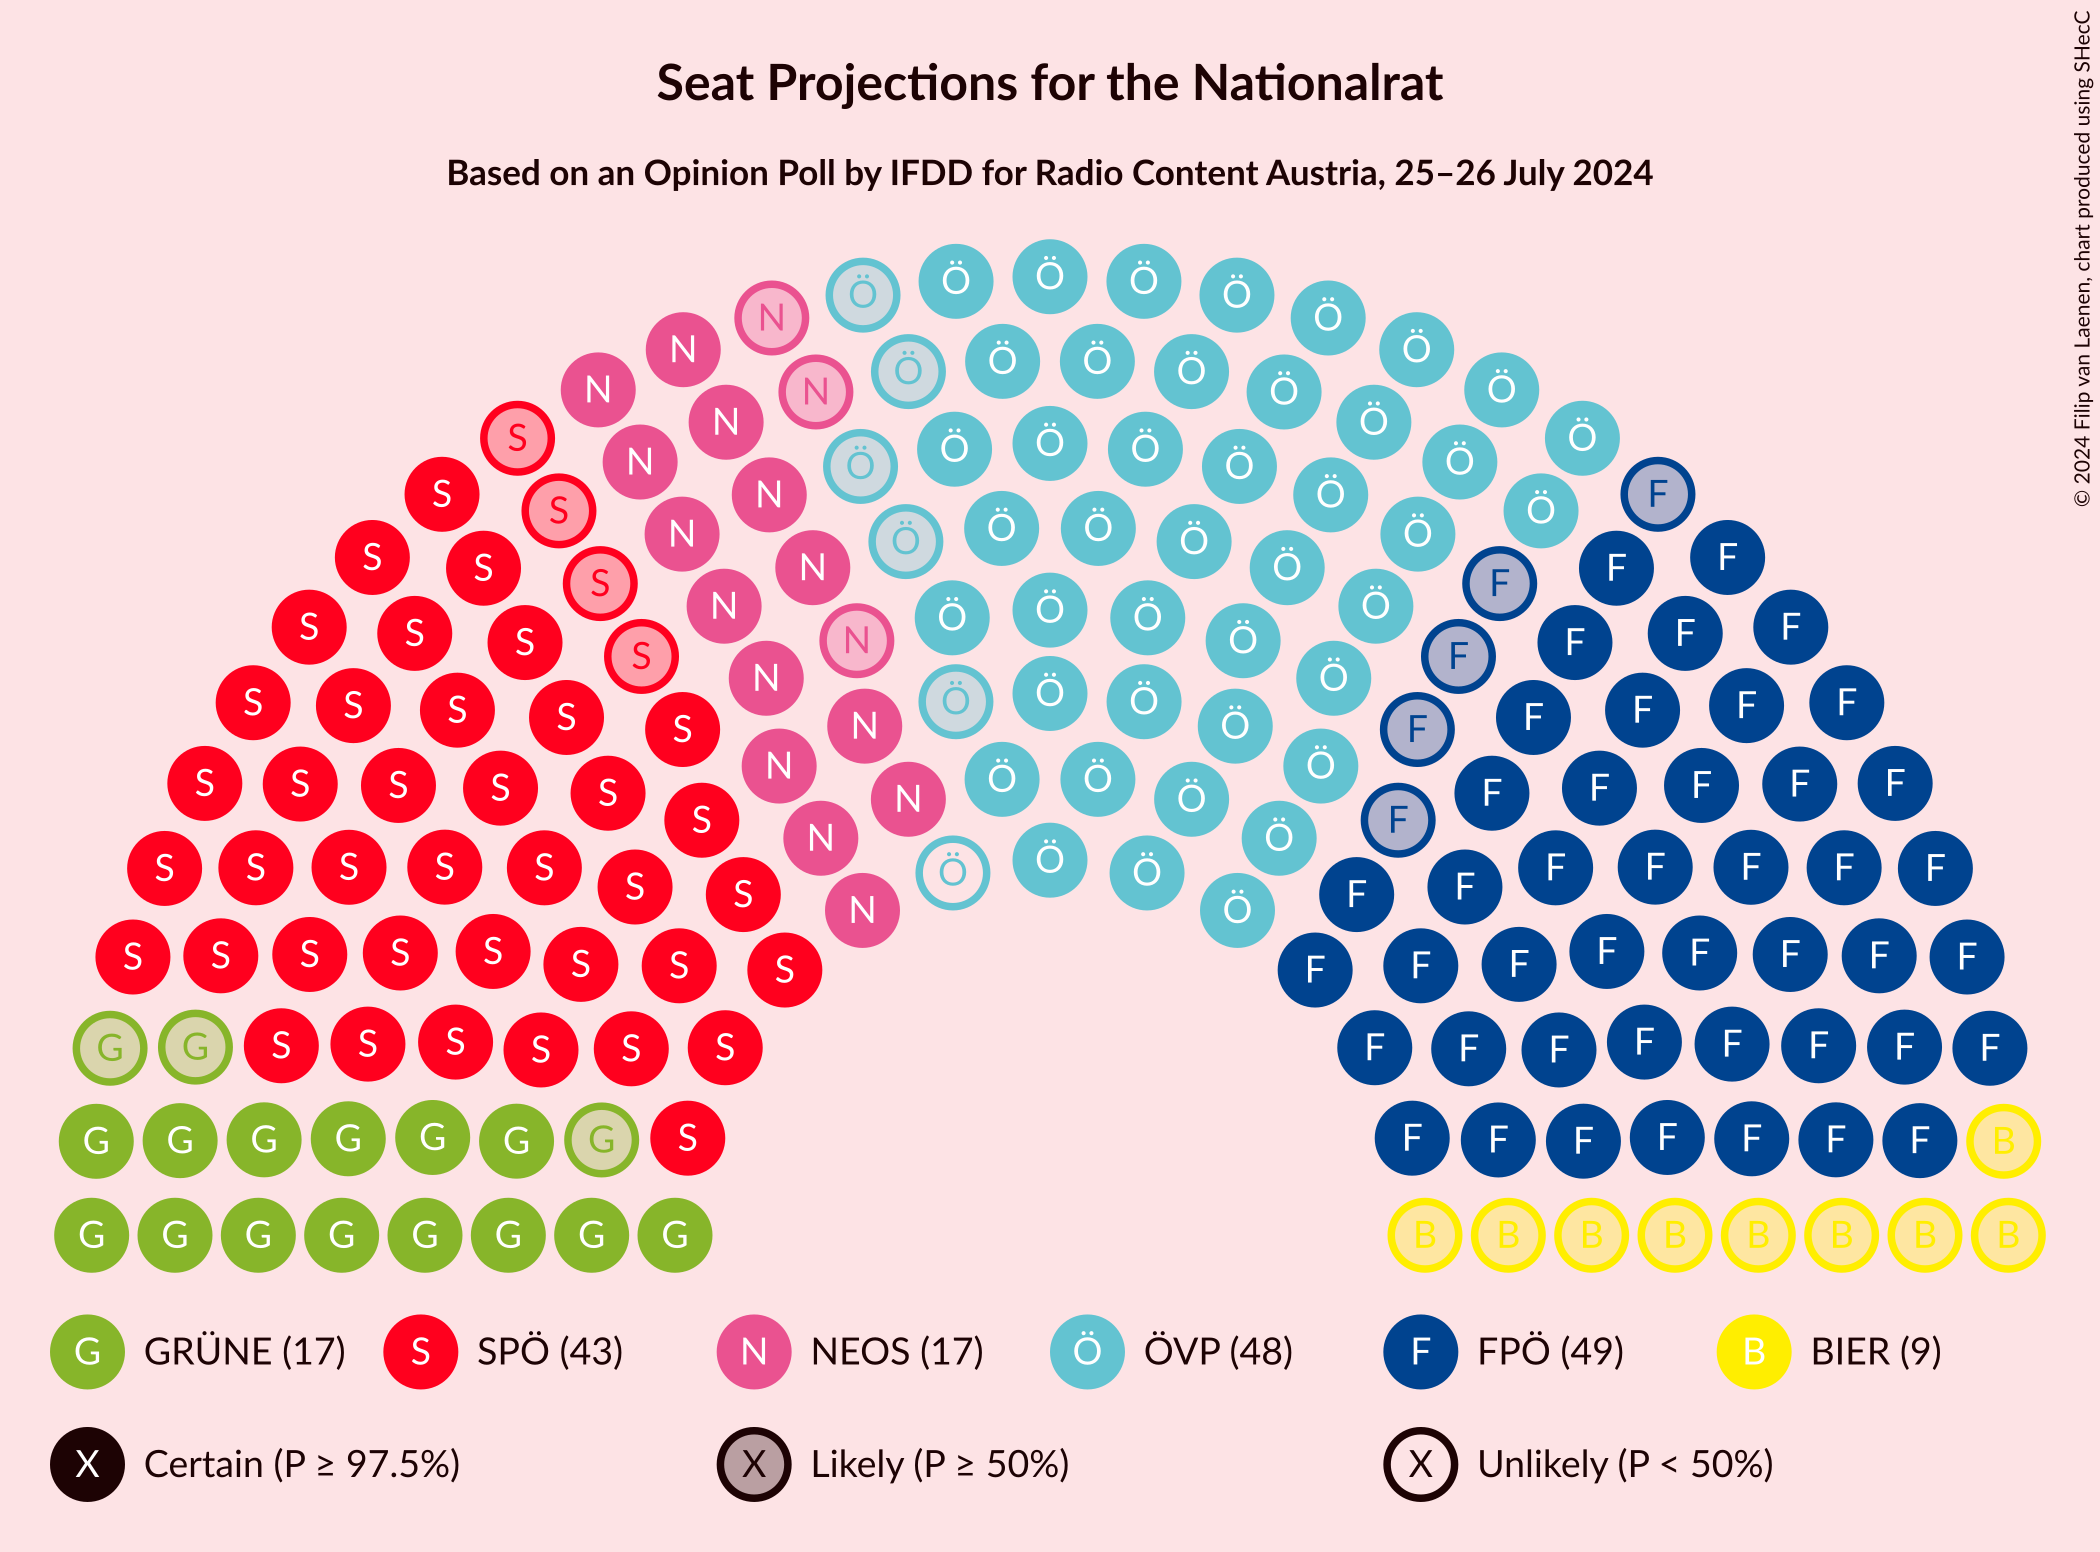 Seat Projections for the Nationalrat
Based on an Opinion Poll by IFDD for Radio Content Austria, 25–26 July 2024
© 2024 Filip van Laenen, chart produced using SHecC
Ö Ö Ö Ö Ö
N Ö
N Ö
N Ö Ö Ö Ö Ö Ö
N Ö
S N Ö Ö
N Ö Ö Ö Ö Ö Ö
S N Ö F
S Ö
N Ö Ö Ö Ö Ö
S S N Ö F F
S F
S S N Ö Ö Ö Ö Ö F F
S S S N Ö F F F
S S S S N Ö Ö Ö Ö Ö F F F F
S S N Ö F F
S S S S S N N Ö Ö Ö Ö Ö F F F F F
S N Ö F
S S S S S S S N Ö Ö Ö Ö F F F F F F F
N Ö
S S S S S S S S F F F F F F F F
G G S S S S S S F F F F F F F F
G G G G G G G S F F F F F F F B
G G G G G G G G B B B B B B B B
G GRÜNE (17) S SPÖ (43) N NEOS (17) Ö ÖVP (48) F FPÖ (49) B BIER (9)
X Certain (P ≥ 97.5%) X Likely (P ≥ 50%) X Unlikely (P < 50%)